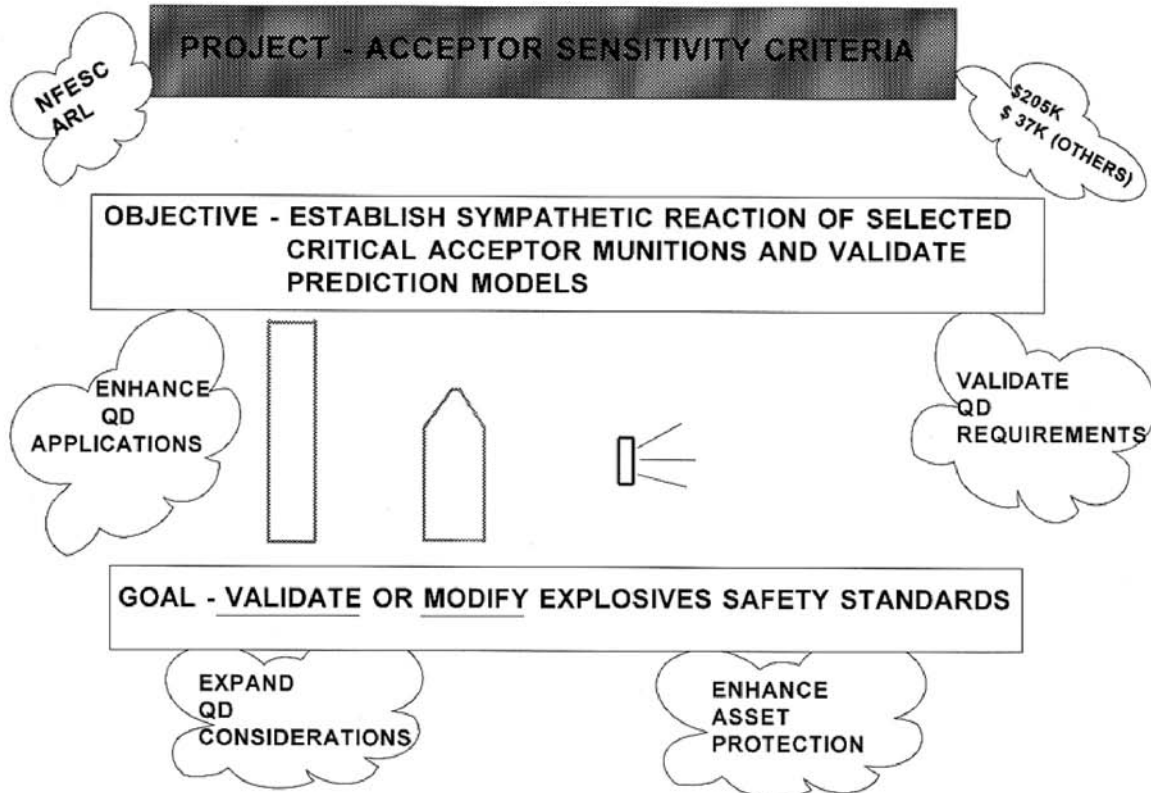 PROJECT - ACCEPTOR SENSITIVITY CRITERIA
NFESC
ARL
$205K
$ 37K (OTHERS)
OBJECTIVE - ESTABLISH SYMPATHETIC REACTION OF SELECTED
CRITICAL ACCEPTOR MUNITIONS AND VALIDATE
PREDICTION MODELS
ENHANCE
QD
APPLICATIONS
VALIDATE
QD
REQUIREMENTS
GOAL - VALIDATE OR MODIFY EXPLOSIVES SAFETY STANDARDS
EXPAND
QD
CONSIDERATIONS
ENHANCE
ASSET
PROTECTION